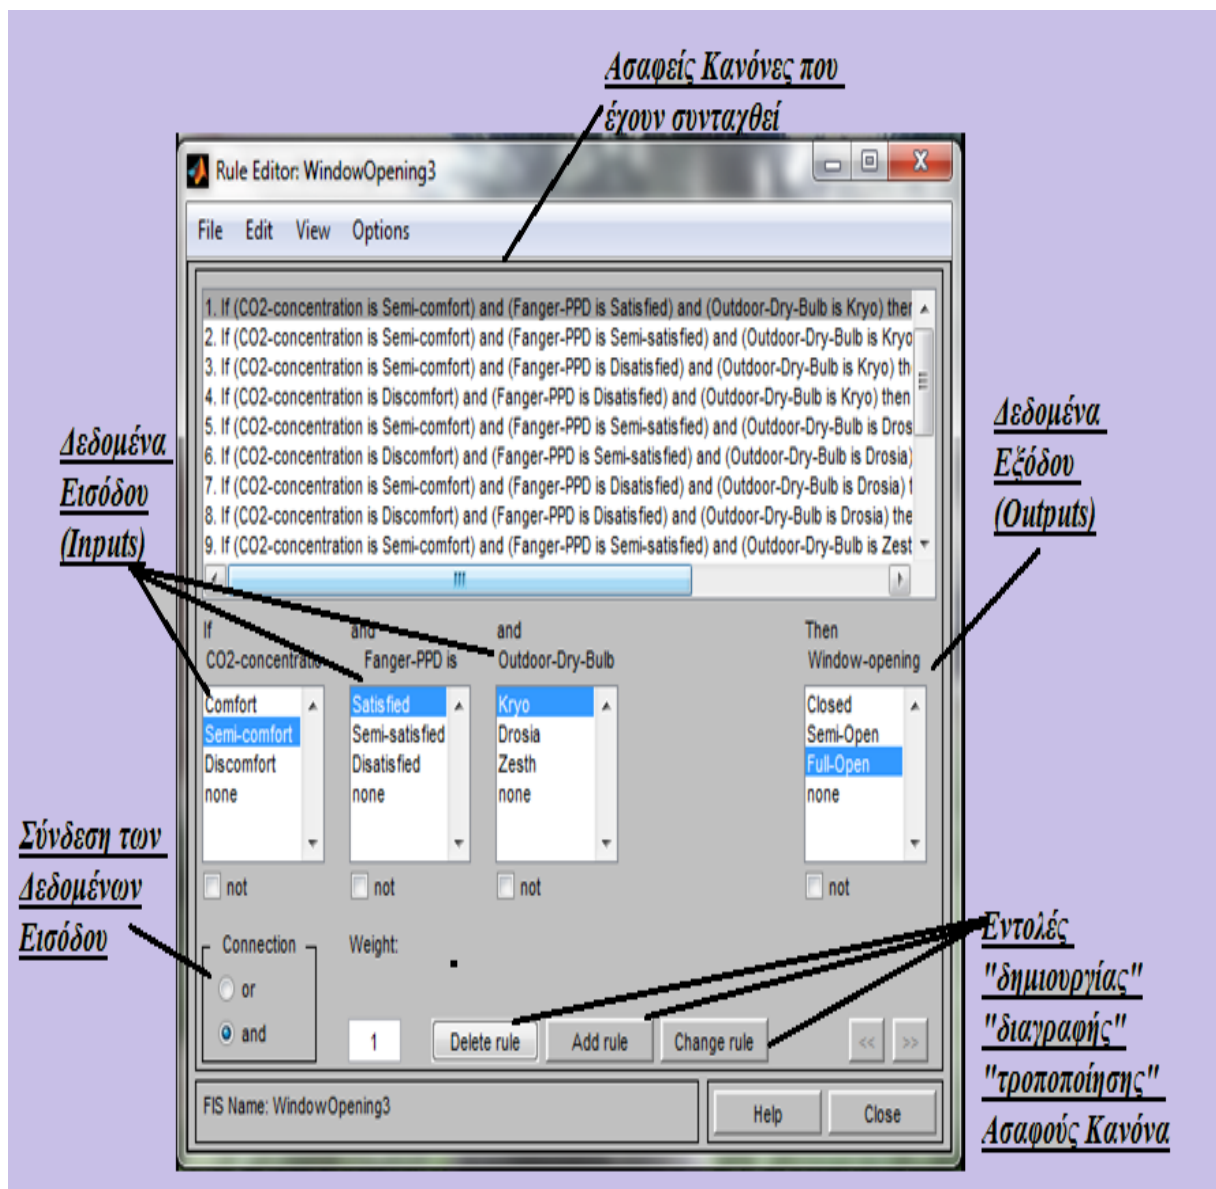 Ασαφείς Κανόνες που
έχουν συνταχθεί
Rule Editor: WindowOpening3
File Edit View Options
1. If (CO2-concentration is Semi-comfort) and (Fanger-PPD is Satisfied) and (Outdoor-Dry-Bulb is Kryo) then
2. If (CO2-concentration is Semi-comfort) and (Fanger-PPD is Semi-satisfied) and (Outdoor-Dry-Bulb is Kryo
3. If (CO2-concentration is Semi-comfort) and (Fanger-PPD is Disatisfied) and (Outdoor-Dry-Bulb is Kryo) th
4. If (CO2-concentration is Discomfort) and (Fanger-PPD is Disatisfied) and (Outdoor-Dry-Bulb is Kryo) then
5. If (CO2-concentration is Semi-comfort) and (Fanger-PPD is Semi-satisfied) and (Outdoor-Dry-Bulb is Dros
6. If (CO2-concentration is Discomfort) and (Fanger-PPD is Semi-satisfied) and (Outdoor-Dry-Bulb is Drosia)
7. If (CO2-concentration is Semi-comfort) and (Fanger-PPD is Disatisfied) and (Outdoor-Dry-Bulb is Drosia) t
8. If (CO2-concentration is Discomfort) and (Fanger-PPD is Disatisfied) and (Outdoor-Dry-Bulb is Drosia) the
9. If (CO2-concentration is Semi-comfort) and (Fanger-PPD is Semi-satisfied) and (Outdoor-Dry-Bulb is Zest
Δεδομένα
Εισόδου
(Inputs)
Δεδομένα
Εξόδου
(Outputs)
If and and Then
CO2-concentratio Fanger-PPD is Outdoor-Dry-Bulb Window-opening
Comfort Satisfied Kryo Closed
Semi-comfort Semi-satisfied Drosia Semi-Open
Discomfort Disatisfied Zesth Full-Open
none none none none
not not not not
Σύνδεση των
Δεδομένων
Εισόδου
Connection Weight:
or
and 1 Delete rule Add rule Change rule << >>
Εντολές
"δημιουργίας"
"διαγραφής"
"τροποποίησης"
Ασαφούς Κανόνα
FIS Name: WindowOpening3 Help Close